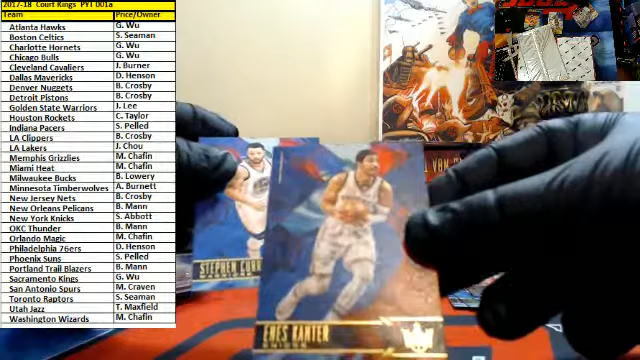 2017-18 Court Kings PYT 001a
Team Price/Owner
Atlanta Hawks G. Wu
Boston Celtics S. Seaman
Charlotte Hornets G. Wu
Chicago Bulls G. Wu
Cleveland Cavaliers J. Burner
Dallas Mavericks D. Henson
Denver Nuggets B. Crosby
Detroit Pistons B. Crosby
Golden State Warriors J. Lee
Houston Rockets C. Taylor
Indiana Pacers S. Pelled
LA Clippers B. Crosby
LA Lakers J. Chou
Memphis Grizzlies M. Chafin
Miami Heat M. Chafin
Milwaukee Bucks B. Lowery
Minnesota Timberwolves A. Burnett
New Jersey Nets B. Crosby
New Orleans Pelicans B. Mann
New York Knicks S. Abbott
OKC Thunder B. Mann
Orlando Magic M. Chafin
Philadelphia 76ers D. Henson
Phoenix Suns S. Pelled
Portland Trail Blazers B. Mann
Sacramento Kings G. Wu
San Antonio Spurs M. Craven
Toronto Raptors S. Seaman
Utah Jazz T. Maxfield
Washington Wizards M. Chafin
STEPHEN CURR
ENES KANTER